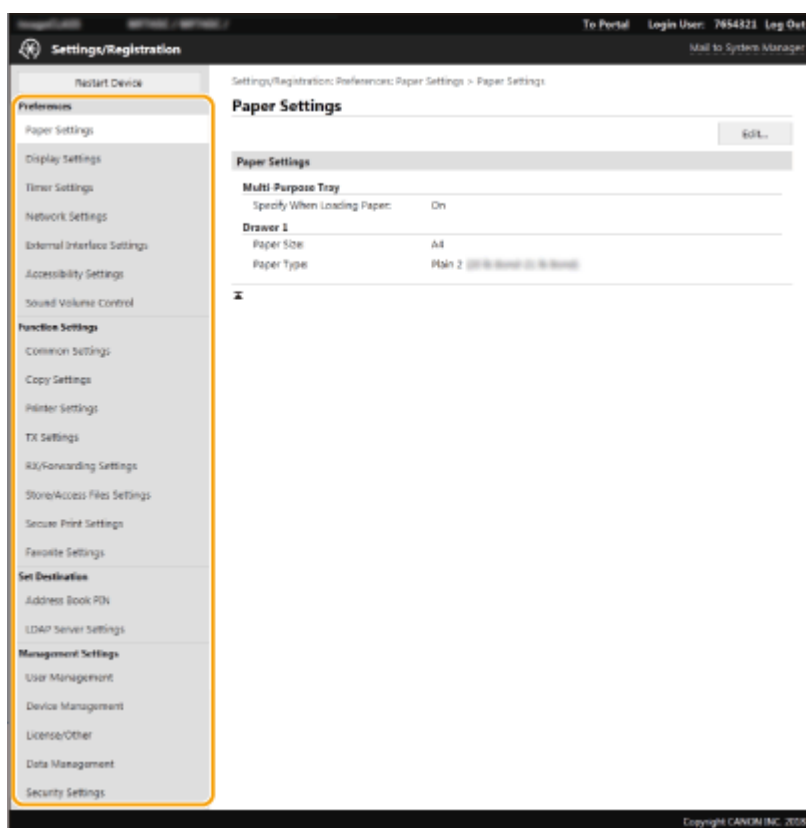 To Portal Login User: 7654321 Log Out
Settings/Registration
Mail to System Manager
Restart Device
Settings/Registration: Preferences: Paper Settings > Paper Settings
Preferences
Paper Settings
Paper Settings
Edit...
Display Settings
Paper Settings
Timer Settings
Multi-Purpose Tray
Specify When Loading Paper: On
Network Settings
Drawer 1
External Interface Settings
Paper Size: A4
Paper Type: Plain 2
Accessibility Settings
Sound Volume Control
Function Settings
Common Settings
Copy Settings
Printer Settings
TX Settings
RX/Forwarding Settings
Store/Access Files Settings
Secure Print Settings
Favorite Settings
Set Destination
Address Book PIN
LDAP Server Settings
Management Settings
User Management
Device Management
License/Other
Data Management
Security Settings
Copyright CANON INC. 2018